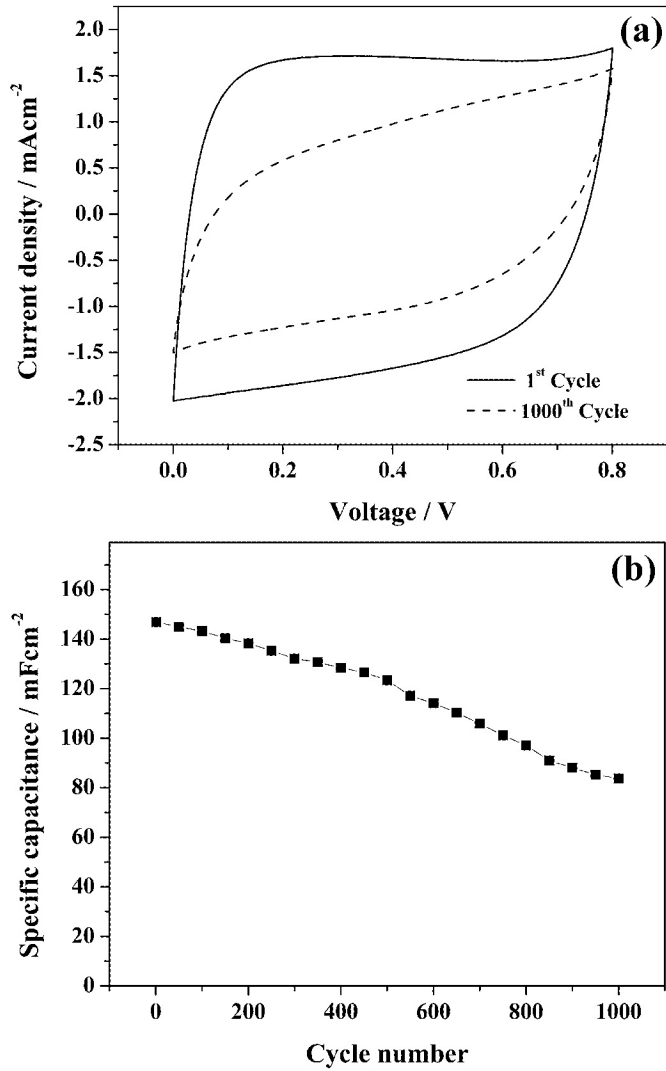 (a)
2.0
1.5
1.0
0.5
0.0
-0.5
-1.0
-1.5
-2.0
-2.5
Current density / mAcm-2
1st Cycle
1000th Cycle
0.0 0.2 0.4 0.6 0.8
Voltage / V
(b)
160
140
120
100
80
60
40
20
0
Specific capacitance / mFcm-2
0 200 400 600 800 1000
Cycle number